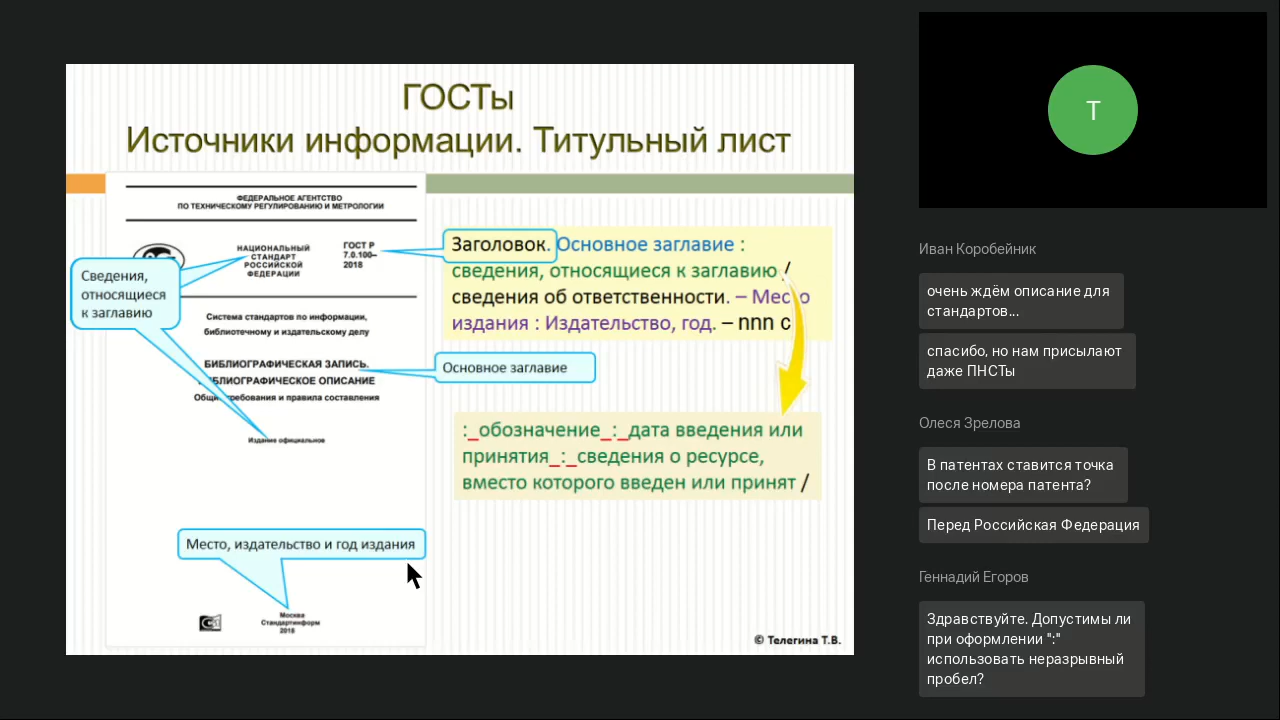 ГОСТы
Источники информации. Титульный лист
ФЕДЕРАЛЬНОЕ АГЕНТСТВО
ПО ТЕХНИЧЕСКОМУ РЕГУЛИРОВАНИЮ И МЕТРОЛОГИИ
НАЦИОНАЛЬНЫЙ
СТАНДАРТ
РОССИЙСКОЙ
ФЕДЕРАЦИИ
ГОСТ Р
7.0.100–
2018
Сведения,
относящиеся
к заглавию
Система стандартов по информации,
библиотечному и издательскому делу
БИБЛИОГРАФИЧЕСКАЯ ЗАПИСЬ.
БИБЛИОГРАФИЧЕСКОЕ ОПИСАНИЕ
Общие требования и правила составления
Издание официальное
Место, издательство и год издания
Москва
Стандартинформ
2018
Заголовок. Основное заглавие :
сведения, относящиеся к заглавию /
сведения об ответственности. – Место
издания : Издательство, год. – nnn с
Основное заглавие
:_обозначение_:_дата введения или
принятия_:_сведения о ресурсе,
вместо которого введен или принят /
© Телегина Т.В.
Т
Иван Коробейник
очень ждём описание для
стандартов...
спасибо, но нам присылают
даже ПНСТы
Олеся Зрелова
В патентах ставится точка
после номера патента?
Перед Российская Федерация
Геннадий Егоров
Здравствуйте. Допустимы ли
при оформлении ":"
использовать неразрывный
пробел?